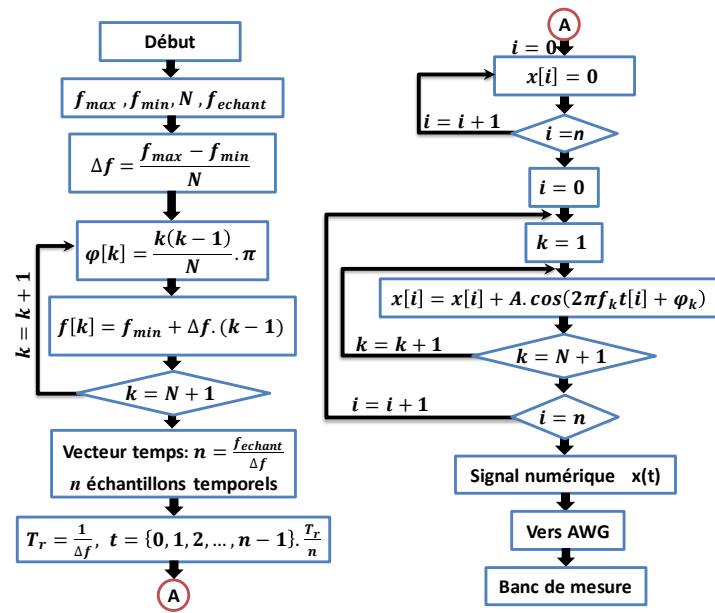 Début
f_max , f_min, N , f_echant
Δf = (f_max − f_min)/N
φ[k] = k(k − 1)/N . π
k = k + 1
f[k] = f_min + Δf. (k − 1)
k = N + 1
Vecteur temps: n = f_echant/Δf
n échantillons temporels
T_r = 1/Δf, t = {0, 1, 2, ..., n − 1}. T_r/n
A
A
i = 0
x[i] = 0
i = i + 1
i =n
i = 0
k = 1
x[i] = x[i] + A. cos(2πf_k t[i] + φ_k)
k = k + 1
k = N + 1
i = i + 1
i = n
Signal numérique x(t)
Vers AWG
Banc de mesure